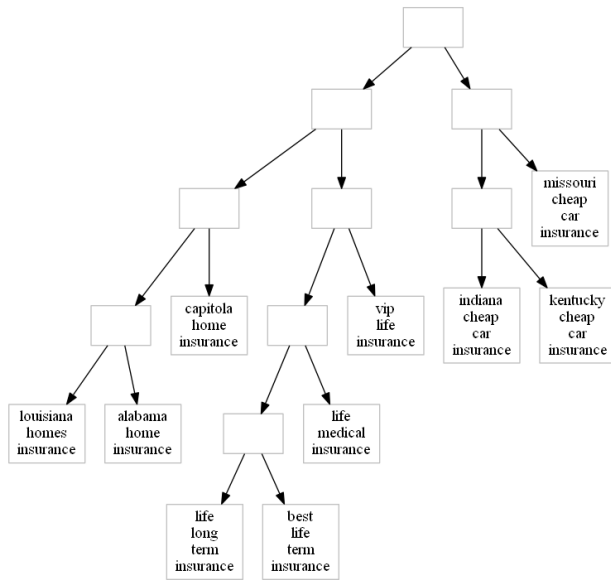 missouri
cheap
car
insurance
capitola
home
insurance
vip
life
insurance
indiana
cheap
car
insurance
kentucky
cheap
car
insurance
louisiana
homes
insurance
alabama
home
insurance
life
medical
insurance
life
long
term
insurance
best
life
term
insurance